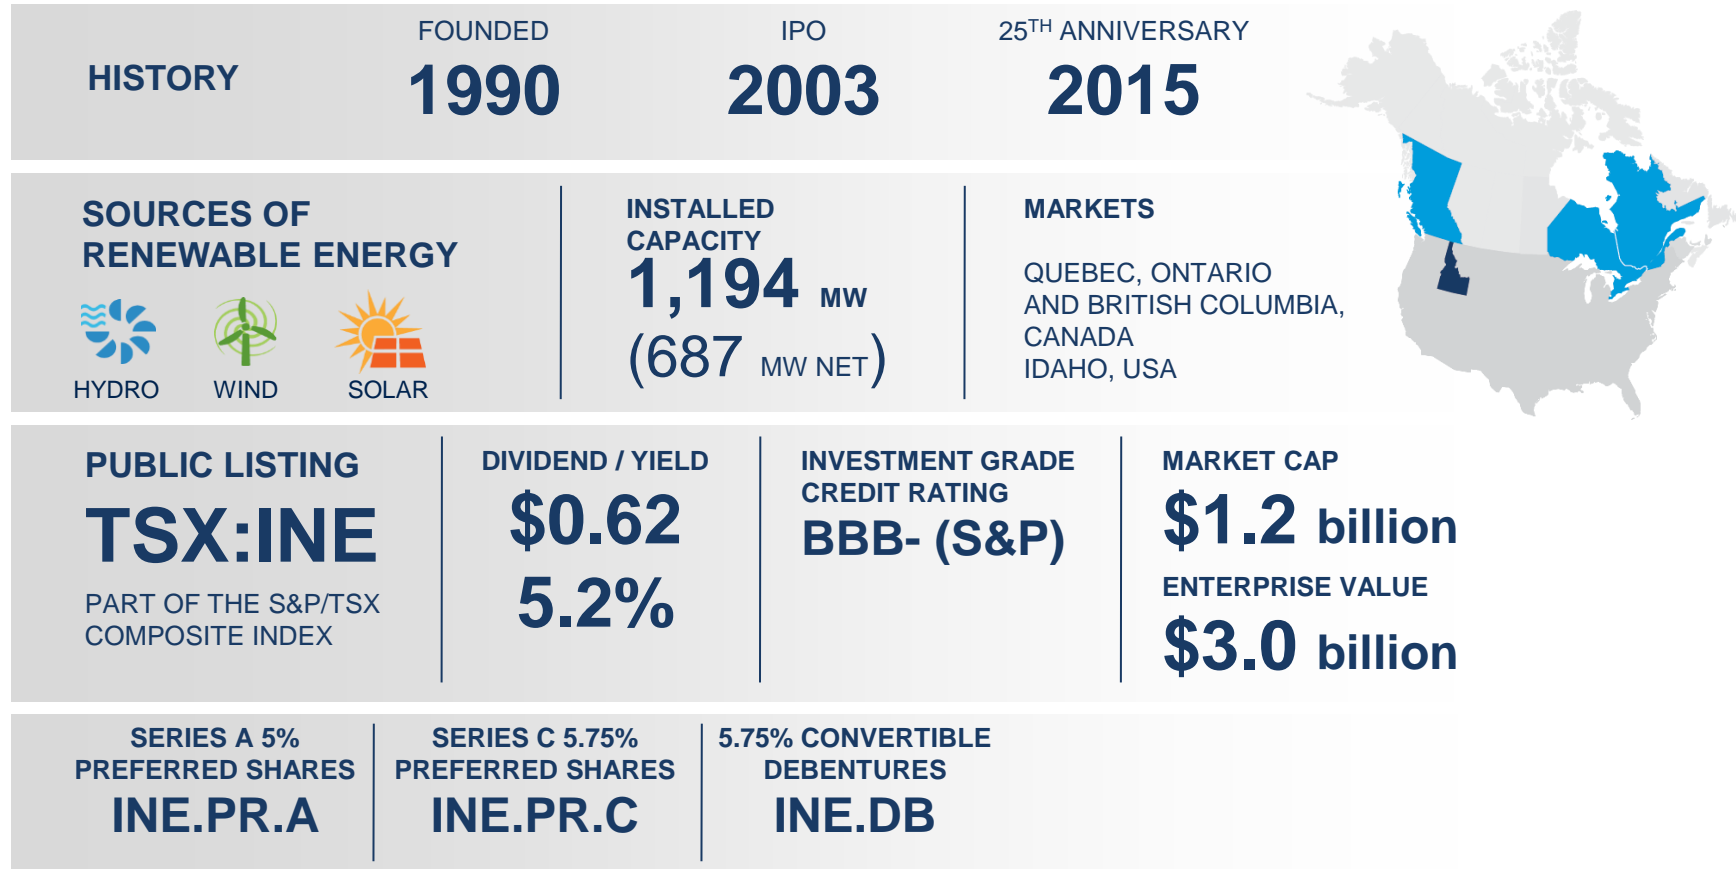 HISTORY
FOUNDED
1990
IPO
2003
25TH ANNIVERSARY
2015
SOURCES OF
RENEWABLE ENERGY
HYDRO
WIND
SOLAR
INSTALLED
CAPACITY
1,194 MW
(687 MW NET)
MARKETS
QUEBEC, ONTARIO
AND BRITISH COLUMBIA,
CANADA
IDAHO, USA
PUBLIC LISTING
TSX:INE
PART OF THE S&P/TSX
COMPOSITE INDEX
DIVIDEND / YIELD
$0.62
5.2%
INVESTMENT GRADE
CREDIT RATING
BBB- (S&P)
MARKET CAP
$1.2 billion
ENTERPRISE VALUE
$3.0 billion
SERIES A 5%
PREFERRED SHARES
INE.PR.A
SERIES C 5.75%
PREFERRED SHARES
INE.PR.C
5.75% CONVERTIBLE
DEBENTURES
INE.DB